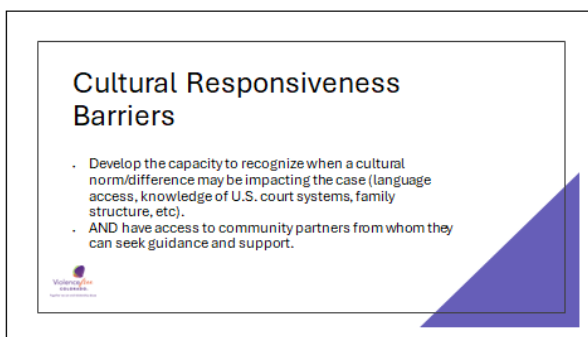 Cultural Responsiveness
Barriers
• Develop the capacity to recognize when a cultural
norm/difference may be impacting the case (language
access, knowledge of U.S. court systems, family
structure, etc).
• AND have access to community partners from whom they
can seek guidance and support.
Violence free
COLORADO